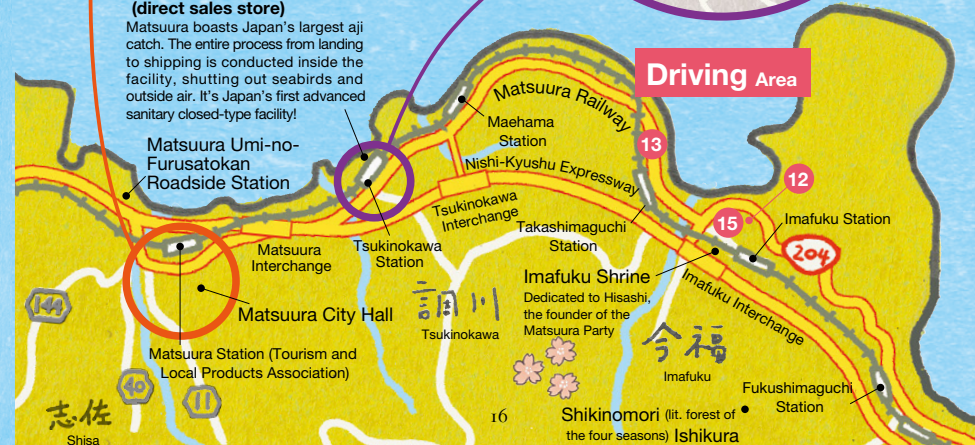 (direct sales store)
Matsuura boasts Japan's largest aji
catch. The entire process from landing
to shipping is conducted inside the
facility, shutting out seabirds and
outside air. It's Japan's first advanced
sanitary closed-type facility!
Driving Area
Matsuura Railway
Maehama
Station
13
Matsuura Umi-no-
Furusatokan
Roadside Station
Nishi-Kyushu Expressway
12
15
Imafuku Station
Tsukinokawa
Interchange
Takashimaguchi
Station
204
Matsuura
Interchange
Tsukinokawa
Station
Imafuku Shrine
Dedicated to Hisashi,
the founder of the
Matsuura Party
Imafuku Interchange
144
Matsuura City Hall
調川
Tsukinokawa
今福
Imafuku
Matsuura Station (Tourism and
Local Products Association)
40
11
志佐
Shisa
16
Fukushimaguchi
Station
Shikinomori (lit. forest of
the four seasons) Ishikura